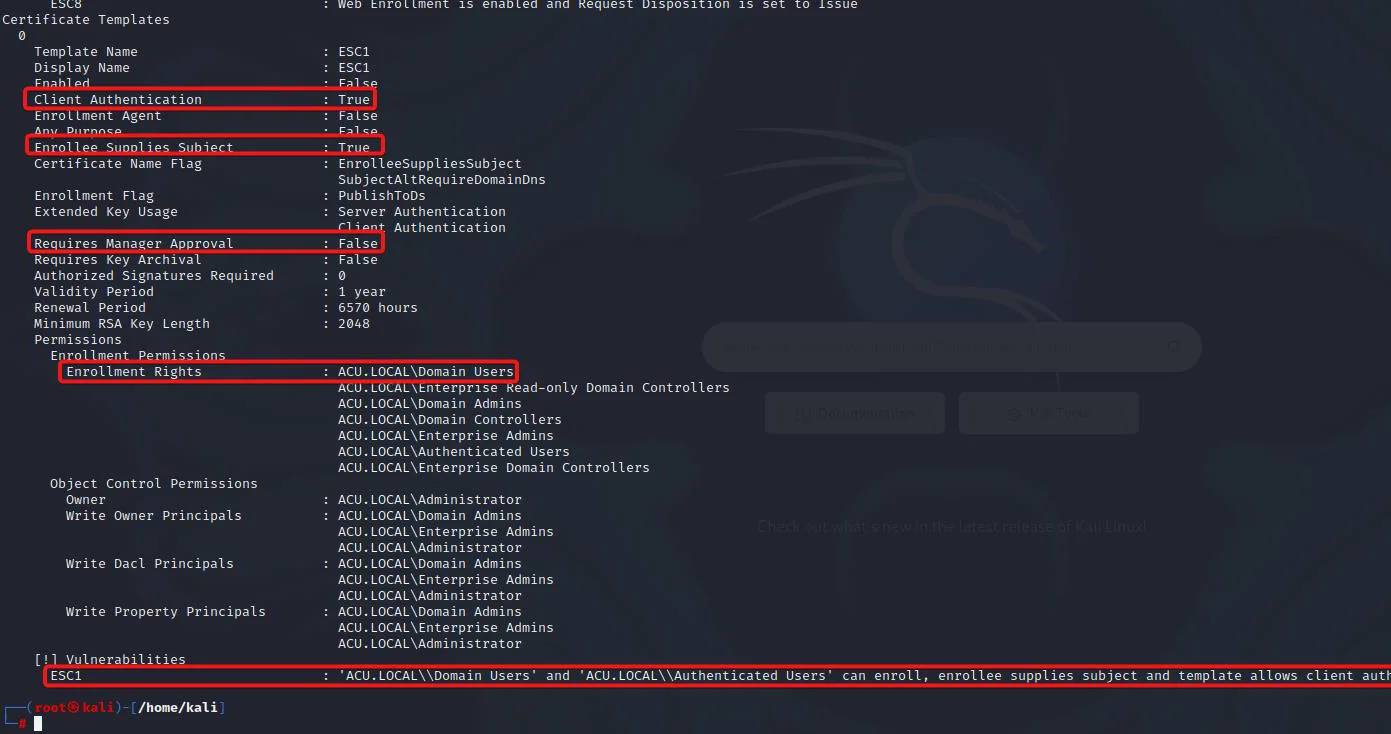 ESC8 : Web Enrollment is enabled and Request Disposition is set to Issue
Certificate Templates
0
Template Name : ESC1
Display Name : ESC1
Enabled : False
Client Authentication : True
Enrollment Agent : False
Any Purpose : False
Enrollee Supplies Subject : True
Certificate Name Flag : EnrolleeSuppliesSubject
SubjectAltRequireDomainDns
Enrollment Flag : PublishToDs
Extended Key Usage : Server Authentication
Client Authentication
Requires Manager Approval : False
Requires Key Archival : False
Authorized Signatures Required : 0
Validity Period : 1 year
Renewal Period : 6570 hours
Minimum RSA Key Length : 2048
Permissions
Enrollment Permissions
Enrollment Rights : ACU.LOCAL\Domain Users
ACU.LOCAL\Enterprise Read-only Domain Controllers
ACU.LOCAL\Domain Admins
ACU.LOCAL\Domain Controllers
ACU.LOCAL\Enterprise Admins
ACU.LOCAL\Authenticated Users
ACU.LOCAL\Enterprise Domain Controllers
Object Control Permissions
Owner : ACU.LOCAL\Administrator
Write Owner Principals : ACU.LOCAL\Domain Admins
ACU.LOCAL\Enterprise Admins
ACU.LOCAL\Administrator
Write Dacl Principals : ACU.LOCAL\Domain Admins
ACU.LOCAL\Enterprise Admins
ACU.LOCAL\Administrator
Write Property Principals : ACU.LOCAL\Domain Admins
ACU.LOCAL\Enterprise Admins
ACU.LOCAL\Administrator
[!] Vulnerabilities
ESC1 : 'ACU.LOCAL\\Domain Users' and 'ACU.LOCAL\\Authenticated Users' can enroll, enrollee supplies subject and template allows client auth
┌──(root㉿kali)-[/home/kali]
└─#
Documentation
Kali Tools
Check out what's new in the latest release of Kali Linux!